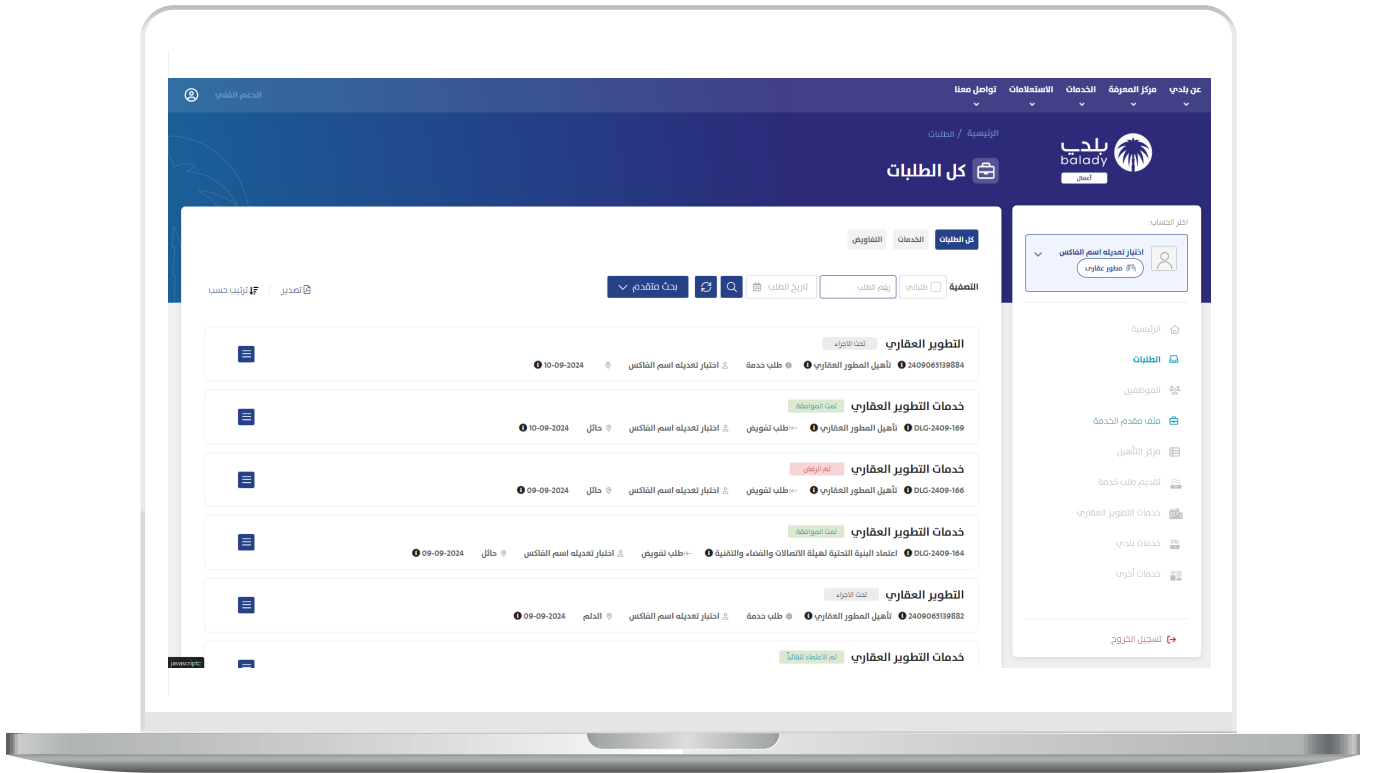 عن بلدي مركز المعرفة الخدمات الاستعلامات تواصل معنا الدعم الفني
بلدي
balady
أعمال
الرئيسية / الطلبات
كل الطلبات
اختر الحساب:
اختبار تعديله اسم الفاكس
مطور عقاري
الرئيسية
الطلبات
الموظفين
ملف مقدم الخدمة
مركز التأهيل
تقديم طلب خدمة
خدمات التطوير العقاري
خدمات بلدي
خدمات أخرى
تسجيل الخروج
كل الطلبات الخدمات التفاويض
التصفية طلباتي رقم الطلب تاريخ الطلب بحث متقدم تصدير ترتيب حسب
التطوير العقاري تحت الاجراء
2409065139884 تأهيل المطور العقاري طلب خدمة اختبار تعديله اسم الفاكس 10-09-2024
خدمات التطوير العقاري تمت الموافقة
DLG-2409-169 تأهيل المطور العقاري طلب تفويض اختبار تعديله اسم الفاكس حائل 10-09-2024
خدمات التطوير العقاري تم الرفض
DLG-2409-166 تأهيل المطور العقاري طلب تفويض اختبار تعديله اسم الفاكس حائل 09-09-2024
خدمات التطوير العقاري تمت الموافقة
DLG-2409-164 اعتماد البنية التحتية لهيئة الاتصالات والفضاء والتقنية طلب تفويض اختبار تعديله اسم الفاكس حائل 09-09-2024
التطوير العقاري تحت الاجراء
2409065139882 تأهيل المطور العقاري طلب خدمة اختبار تعديله اسم الفاكس الدلم 09-09-2024
خدمات التطوير العقاري تم الاعتماد تلقائياً
javascript:;